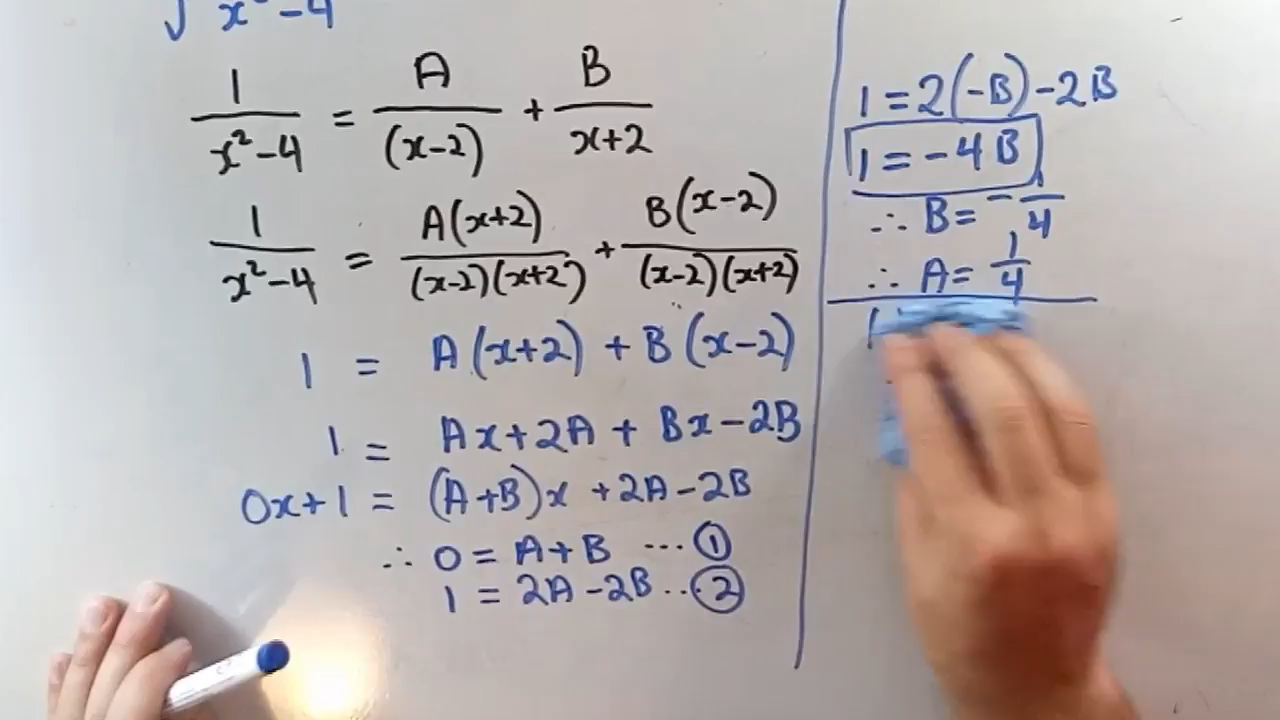 ∫ x² - 4
1/(x² - 4) = A/((x-2)) + B/(x+2)
1/(x² - 4) = A(x+2)/((x-2)(x+2)) + B(x-2)/((x-2)(x+2))
1 = A(x+2) + B(x-2)
1 = Ax + 2A + Bx - 2B
0x + 1 = (A+B)x + 2A - 2B
∴ 0 = A + B ... ①
1 = 2A - 2B ... ②
1 = 2(-B) - 2B
1 = -4B
∴ B = -1/4
∴ A = 1/4